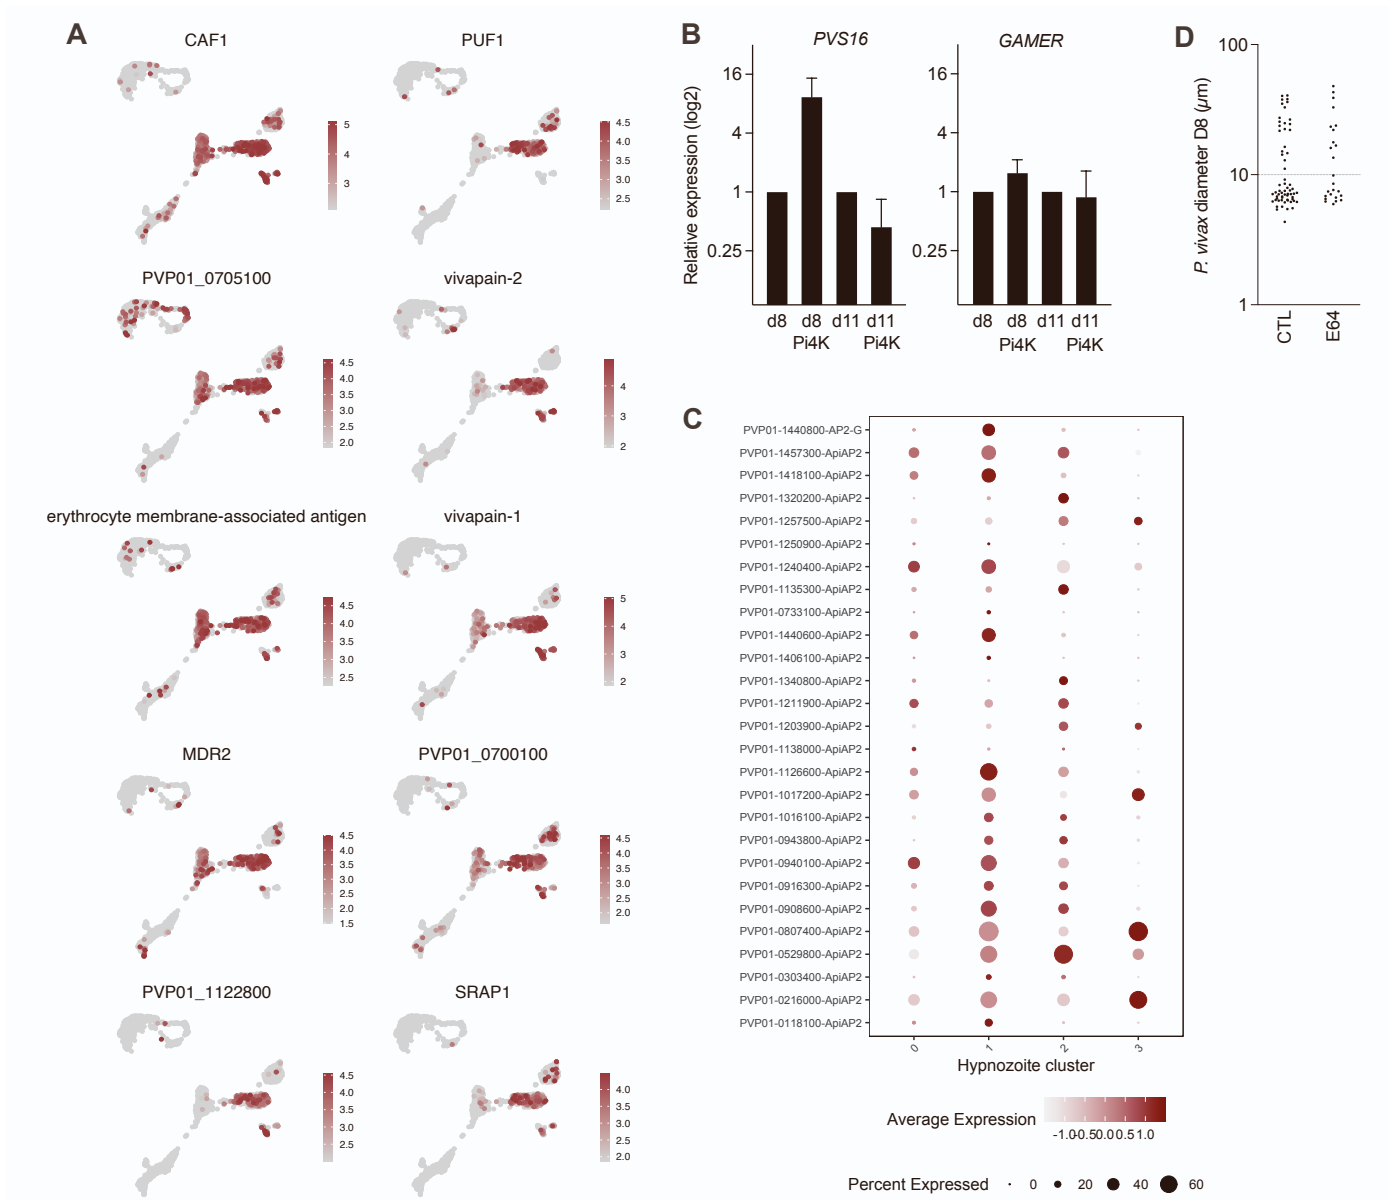 A
CAF1
5
4
3
PUF1
4.5
4.0
3.5
3.0
2.5
PVP01_0705100
4.5
4.0
3.5
3.0
2.5
2.0
vivapain-2
4
3
2
erythrocyte membrane-associated antigen
4.5
4.0
3.5
3.0
2.5
vivapain-1
5
4
3
2
MDR2
4.5
4.0
3.5
3.0
2.5
2.0
1.5
PVP01_0700100
4.5
4.0
3.5
3.0
2.5
2.0
PVP01_1122800
4.5
4.0
3.5
3.0
2.5
SRAP1
4.0
3.5
3.0
2.5
2.0
B
PVS16
Relative expression (log2)
16
4
1
0.25
d8 d8 d11 d11
Pi4K Pi4K
GAMER
16
4
1
0.25
d8 d8 d11 d11
Pi4K Pi4K
C
PVP01-1440800-AP2-G
PVP01-1457300-ApiAP2
PVP01-1418100-ApiAP2
PVP01-1320200-ApiAP2
PVP01-1257500-ApiAP2
PVP01-1250900-ApiAP2
PVP01-1240400-ApiAP2
PVP01-1135300-ApiAP2
PVP01-0733100-ApiAP2
PVP01-1440600-ApiAP2
PVP01-1406100-ApiAP2
PVP01-1340800-ApiAP2
PVP01-1211900-ApiAP2
PVP01-1203900-ApiAP2
PVP01-1138000-ApiAP2
PVP01-1126600-ApiAP2
PVP01-1017200-ApiAP2
PVP01-1016100-ApiAP2
PVP01-0943800-ApiAP2
PVP01-0940100-ApiAP2
PVP01-0916300-ApiAP2
PVP01-0908600-ApiAP2
PVP01-0807400-ApiAP2
PVP01-0529800-ApiAP2
PVP01-0303400-ApiAP2
PVP01-0216000-ApiAP2
PVP01-0118100-ApiAP2
0 1 2 3
Hypnozoite cluster
Average Expression
-1.0 -0.5 0.0 0.5 1.0
Percent Expressed 0 20 40 60
D
P. vivax diameter D8 (µm)
100
10
1
CTL E64